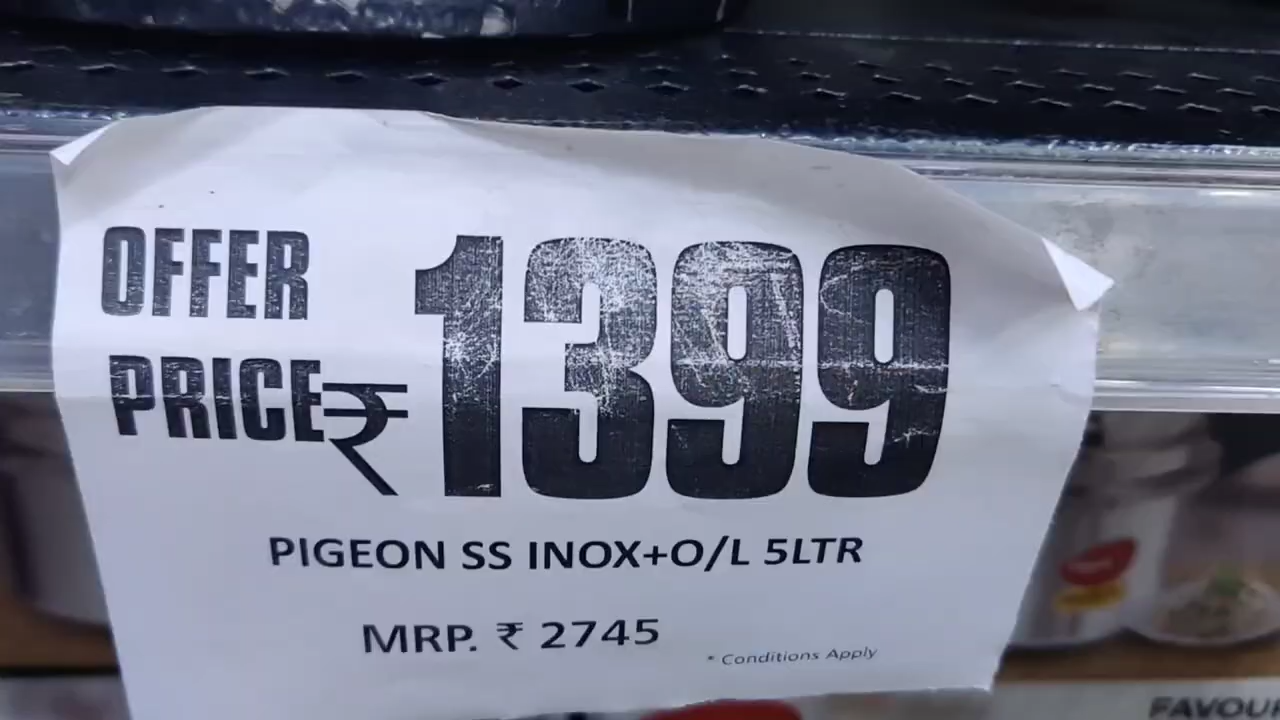 OFFER
PRICE ₹ 1399
PIGEON SS INOX+O/L 5LTR
MRP. ₹ 2745
* Conditions Apply